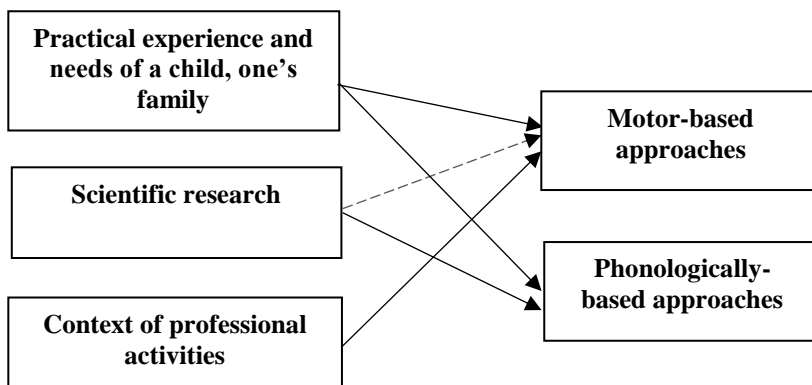 Practical experience and
needs of a child, one's
family
Scientific research
Context of professional
activities
Motor-based
approaches
Phonologically-
based approaches